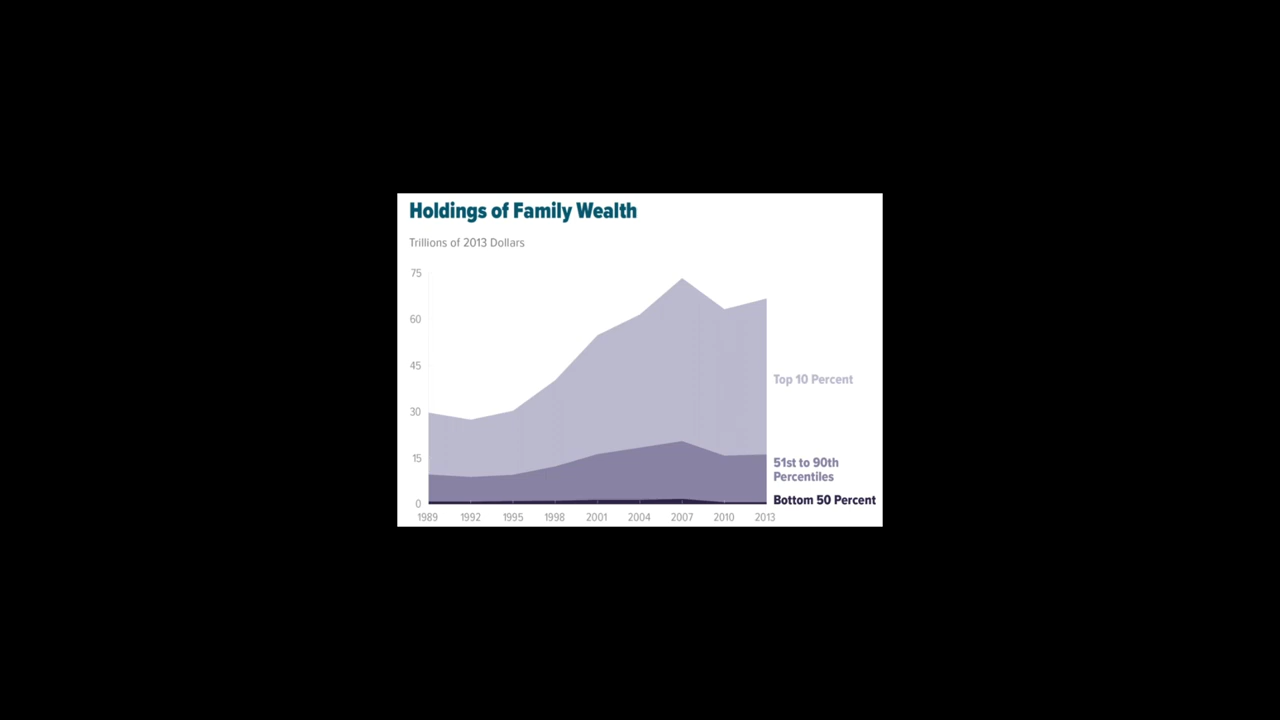 Holdings of Family Wealth
Trillions of 2013 Dollars
75
60
45
30
15
0
Top 10 Percent
51st to 90th
Percentiles
Bottom 50 Percent
1989 1992 1995 1998 2001 2004 2007 2010 2013